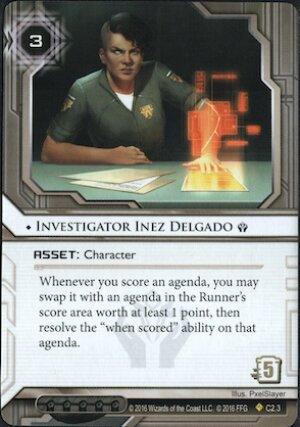 3
INVESTIGATOR INEZ DELGADO
ASSET: Character
Whenever you score an agenda, you may
swap it with an agenda in the Runner's
score area worth at least 1 point, then
resolve the "when scored" ability on that
agenda.
5
Illus. PxelSlayer
© 2016 Wizards of the Coast LLC. © 2016 FFG
C2.3